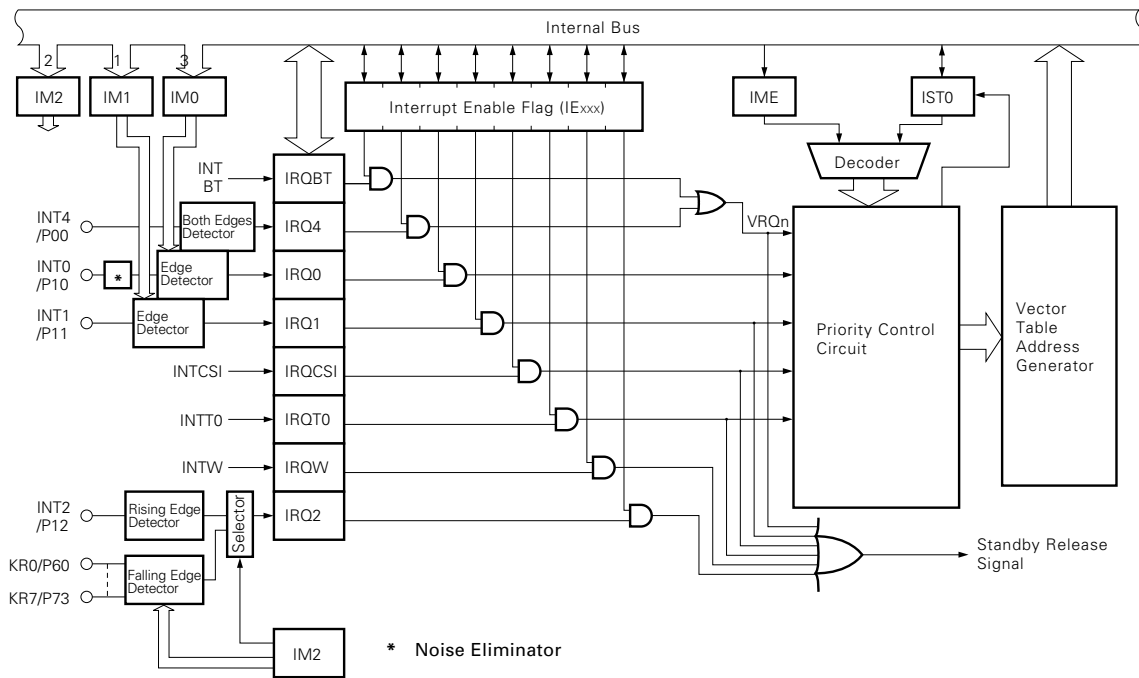 Internal Bus
2
1
3
IM2
IM1
IM0
Interrupt Enable Flag (IExxx)
IME
IST0
Decoder
INT
BT
IRQBT
VRQn
INT4
/P00
Both Edges
Detector
IRQ4
INT0
/P10
*
Edge
Detector
IRQ0
INT1
/P11
Edge
Detector
IRQ1
Priority Control
Circuit
Vector
Table
Address
Generator
INTCSI
IRQCSI
INTT0
IRQT0
INTW
IRQW
INT2
/P12
Rising Edge
Detector
Selector
IRQ2
KR0/P60
KR7/P73
Falling Edge
Detector
Standby Release
Signal
IM2
* Noise Eliminator